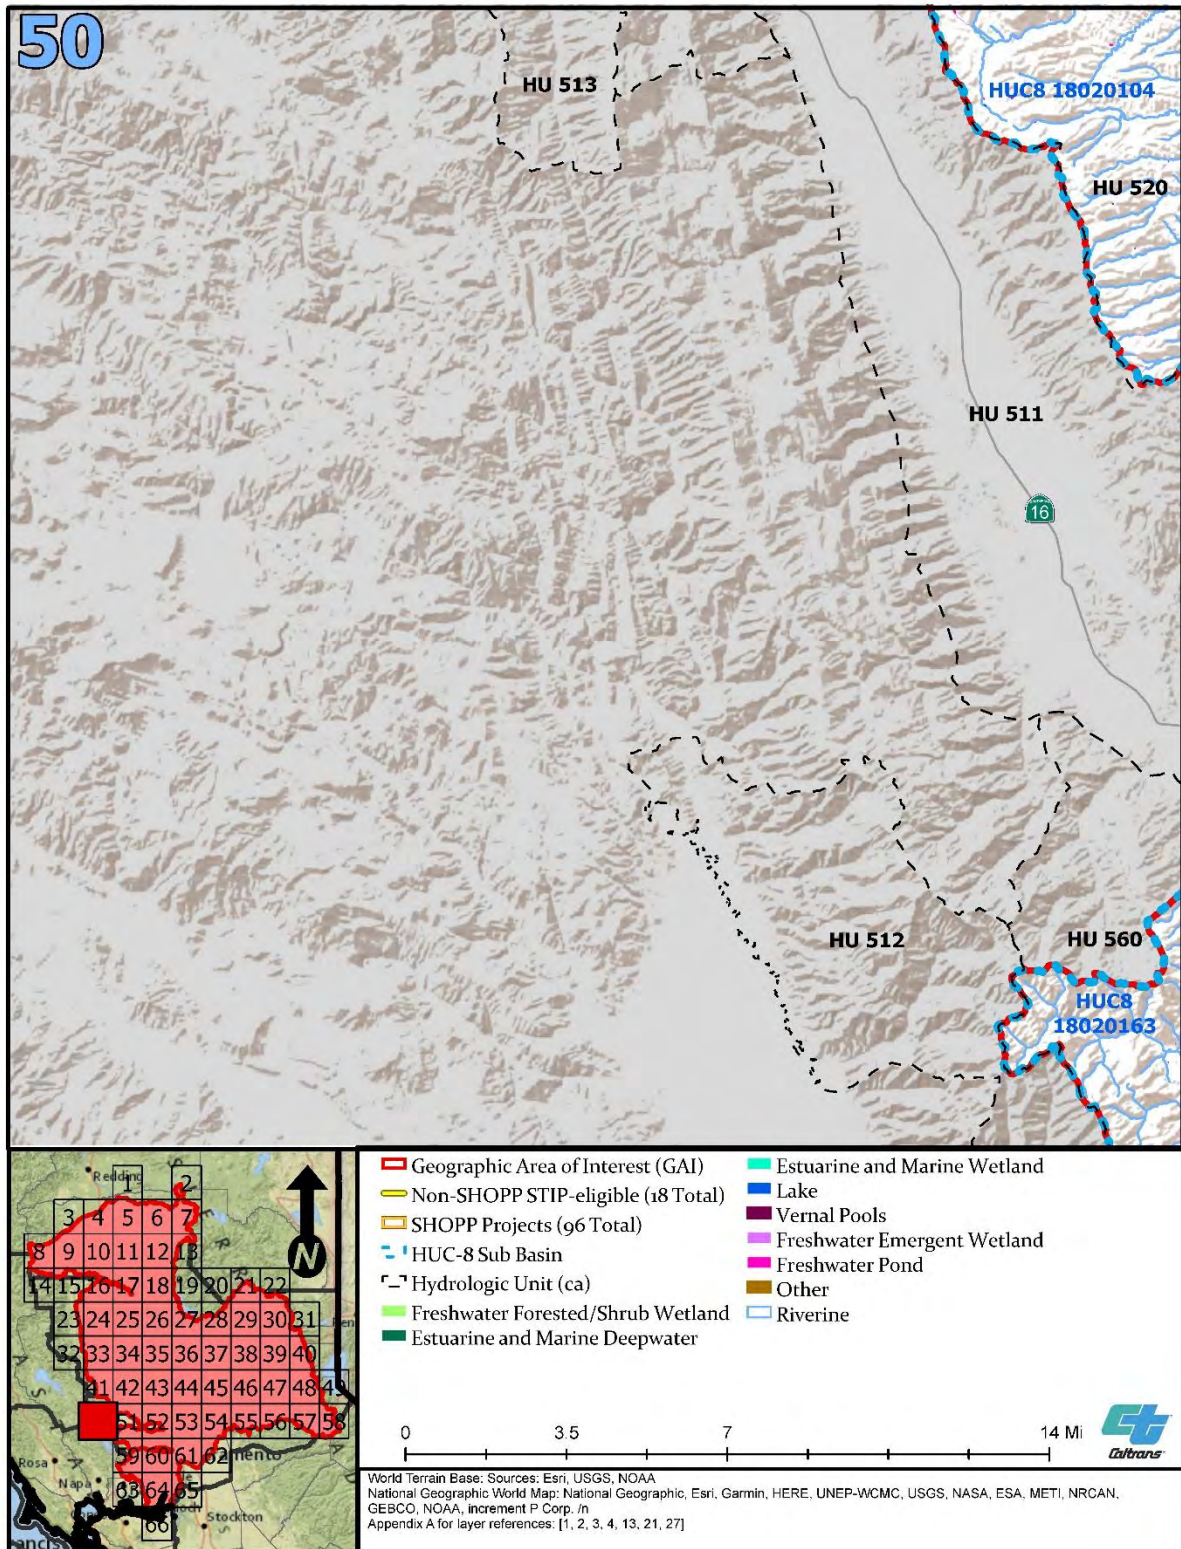 50
HU 513
HUC8 18020104
HU 520
HU 511
16
HU 512
HU 560
HUC8
18020163
Redding
1 2
3 4 5 6 7
8 9 10 11 12 13
14 15 16 17 18 19 20 21 22
23 24 25 26 27 28 29 30 31
32 33 34 35 36 37 38 39 40
41 42 43 44 45 46 47 48 49
51 52 53 54 55 56 57 58
59 60 61 62
Rosa
Napa
63 64 65
Stockton
66
N
Geographic Area of Interest (GAI)
Non-SHOPP STIP-eligible (18 Total)
SHOPP Projects (96 Total)
HUC-8 Sub Basin
Hydrologic Unit (ca)
Freshwater Forested/Shrub Wetland
Estuarine and Marine Deepwater
Estuarine and Marine Wetland
Lake
Vernal Pools
Freshwater Emergent Wetland
Freshwater Pond
Other
Riverine
0 3.5 7 14 Mi
Caltrans
World Terrain Base: Sources: Esri, USGS, NOAA
National Geographic World Map: National Geographic, Esri, Garmin, HERE, UNEP-WCMC, USGS, NASA, ESA, METI, NRCAN,
GEBCO, NOAA, increment P Corp. /n
Appendix A for layer references: [1, 2, 3, 4, 13, 21, 27]